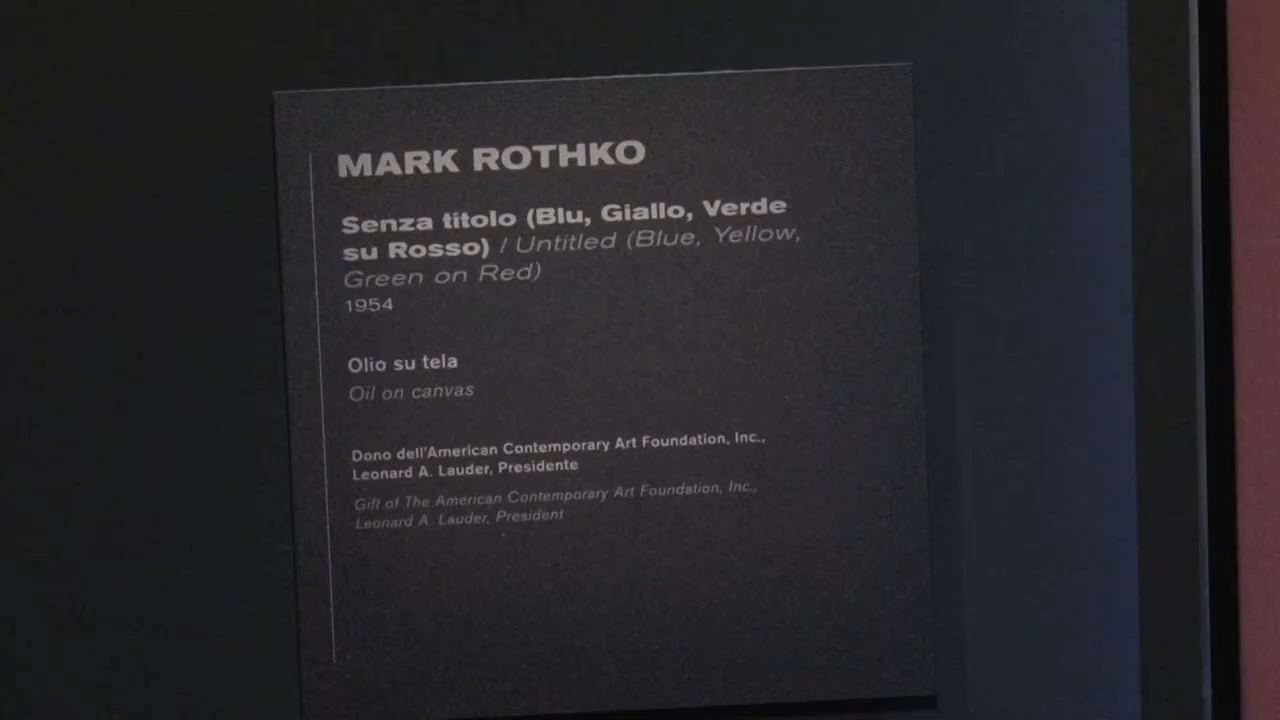 MARK ROTHKO
Senza titolo (Blu, Giallo, Verde
su Rosso) / Untitled (Blue, Yellow,
Green on Red)
1954
Olio su tela
Oil on canvas
Dono dell'American Contemporary Art Foundation, Inc.,
Leonard A. Lauder, Presidente
Gift of The American Contemporary Art Foundation, Inc.,
Leonard A. Lauder, President